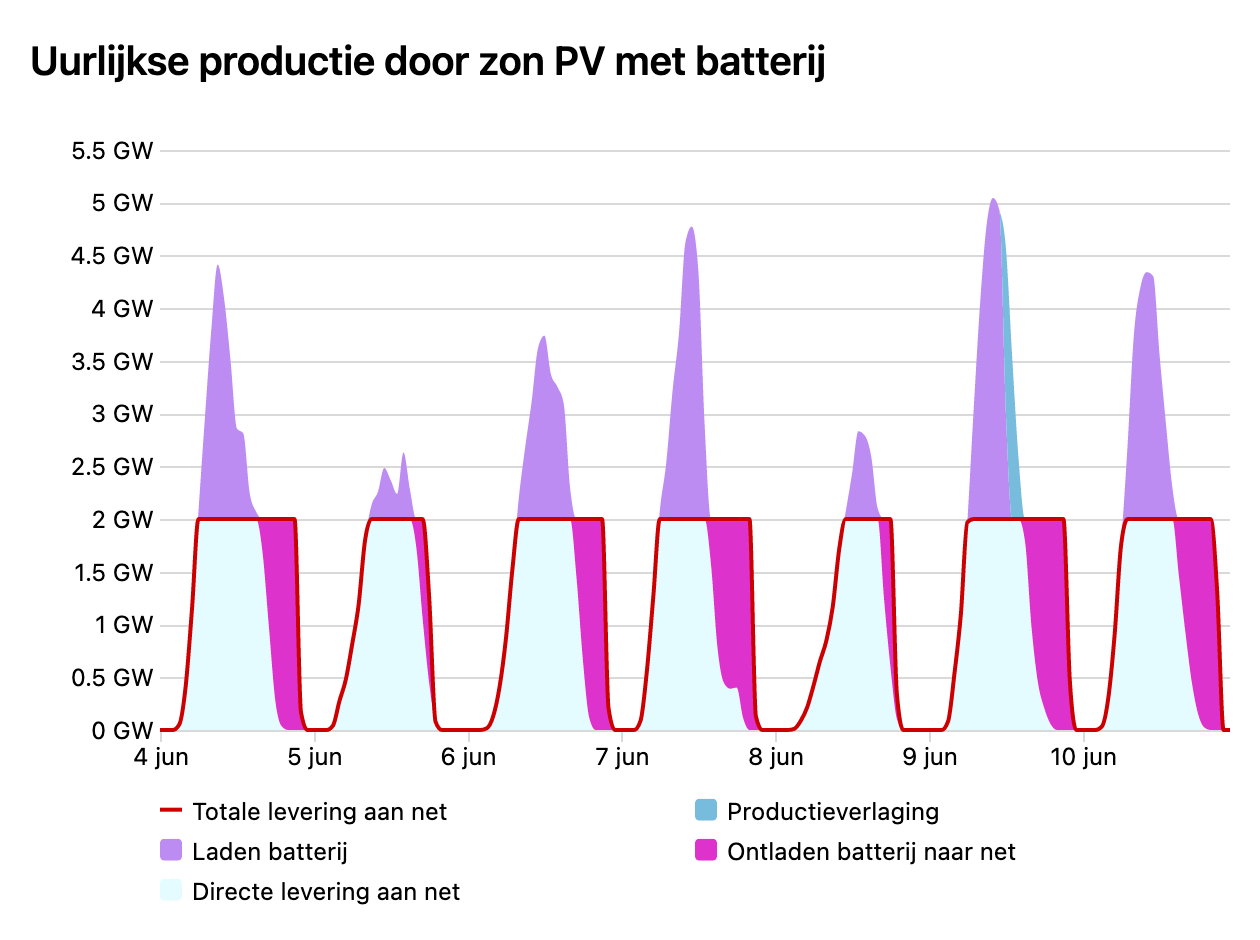 Uurlijkse productie door zon PV met batterij
5.5 GW
5 GW
4.5 GW
4 GW
3.5 GW
3 GW
2.5 GW
2 GW
1.5 GW
1 GW
0.5 GW
0 GW
4 jun 5 jun 6 jun 7 jun 8 jun 9 jun 10 jun
Totale levering aan net
Productieverlaging
Laden batterij
Ontladen batterij naar net
Directe levering aan net